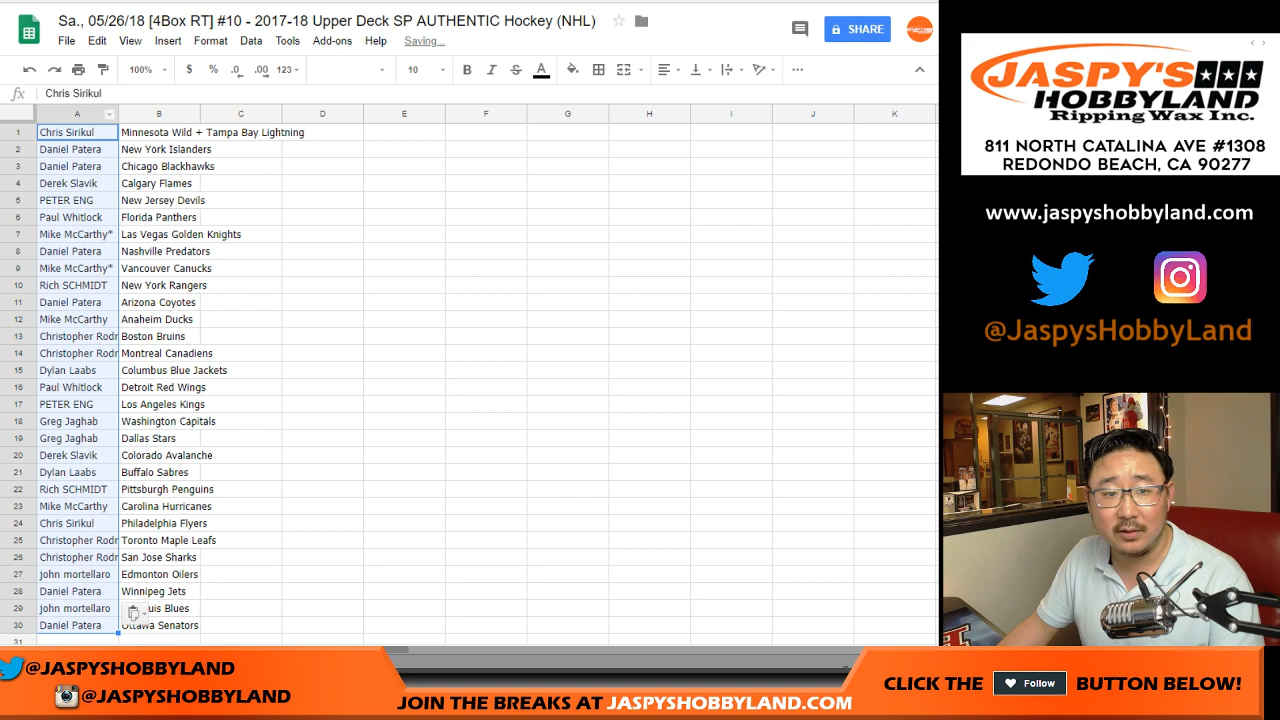 Sa., 05/26/18 [4Box RT] #10 - 2017-18 Upper Deck SP AUTHENTIC Hockey (NHL)
File Edit View Insert Format Data Tools Add-ons Help Saving...
SHARE
100% $ % .0 .00 123 10 B I S A
fx Chris Sirikul
A B C D E F G H I J K
1 Chris Sirikul Minnesota Wild + Tampa Bay Lightning
2 Daniel Patera New York Islanders
3 Daniel Patera Chicago Blackhawks
4 Derek Slavik Calgary Flames
5 PETER ENG New Jersey Devils
6 Paul Whitlock Florida Panthers
7 Mike McCarthy* Las Vegas Golden Knights
8 Daniel Patera Nashville Predators
9 Mike McCarthy* Vancouver Canucks
10 Rich SCHMIDT New York Rangers
11 Daniel Patera Arizona Coyotes
12 Mike McCarthy Anaheim Ducks
13 Christopher Rodr Boston Bruins
14 Christopher Rodr Montreal Canadiens
15 Dylan Laabs Columbus Blue Jackets
16 Paul Whitlock Detroit Red Wings
17 PETER ENG Los Angeles Kings
18 Greg Jaghab Washington Capitals
19 Greg Jaghab Dallas Stars
20 Derek Slavik Colorado Avalanche
21 Dylan Laabs Buffalo Sabres
22 Rich SCHMIDT Pittsburgh Penguins
23 Mike McCarthy Carolina Hurricanes
24 Chris Sirikul Philadelphia Flyers
25 Christopher Rodr Toronto Maple Leafs
26 Christopher Rodr San Jose Sharks
27 john mortellaro Edmonton Oilers
28 Daniel Patera Winnipeg Jets
29 john mortellaro uis Blues
30 Daniel Patera Ottawa Senators
31
JASPY'S
HOBBYLAND
Ripping Wax Inc.
811 NORTH CATALINA AVE #1308
REDONDO BEACH, CA 90277
www.jaspyshobbyland.com
@JaspysHobbyLand
@JASPYSHOBBYLAND
@JASPYSHOBBYLAND
JOIN THE BREAKS AT JASPYSHOBBYLAND.COM
CLICK THE Follow BUTTON BELOW!